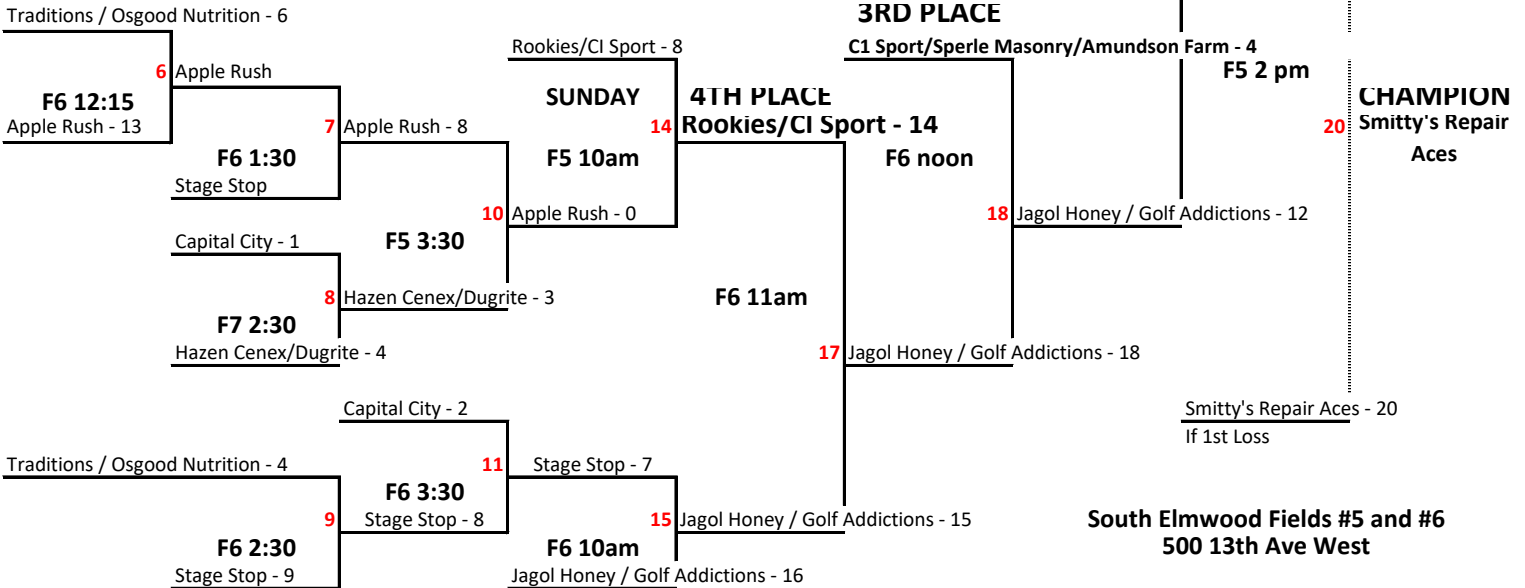 Traditions / Osgood Nutrition - 6
3RD PLACE
Rookies/CI Sport - 8
C1 Sport/Sperle Masonry/Amundson Farm - 4
6 Apple Rush
F5 2 pm
F6 12:15
SUNDAY
4TH PLACE
CHAMPION
Apple Rush - 13
7 Apple Rush - 8
14 Rookies/CI Sport - 14
20 Smitty's Repair
Aces
F6 1:30
F5 10am
F6 noon
Stage Stop
10 Apple Rush - 0
18 Jagol Honey / Golf Addictions - 12
Capital City - 1
F5 3:30
8 Hazen Cenex/Dugrite - 3
F6 11am
F7 2:30
Hazen Cenex/Dugrite - 4
17 Jagol Honey / Golf Addictions - 18
Capital City - 2
Smitty's Repair Aces - 20
If 1st Loss
Traditions / Osgood Nutrition - 4
11 Stage Stop - 7
F6 3:30
9 Stage Stop - 8
15 Jagol Honey / Golf Addictions - 15
South Elmwood Fields #5 and #6
500 13th Ave West
F6 2:30
F6 10am
Stage Stop - 9
Jagol Honey / Golf Addictions - 16